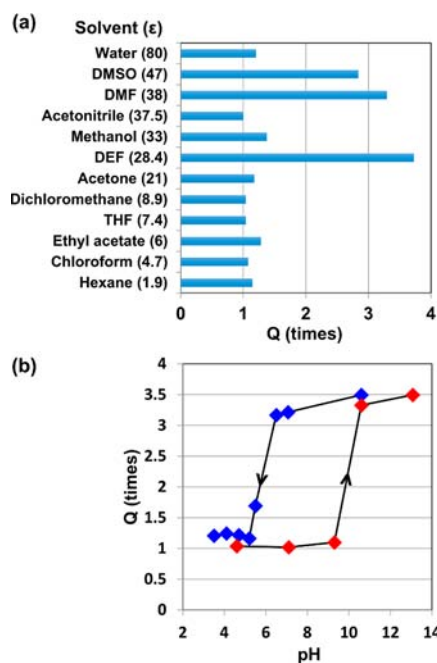 (a)
Solvent (ε)
Water (80)
DMSO (47)
DMF (38)
Acetonitrile (37.5)
Methanol (33)
DEF (28.4)
Acetone (21)
Dichloromethane (8.9)
THF (7.4)
Ethyl acetate (6)
Chloroform (4.7)
Hexane (1.9)
0 1 2 3 4
Q (times)
(b)
4
3.5
3
2.5
2
1.5
1
0.5
0
Q (times)
2 4 6 8 10 12 14
pH